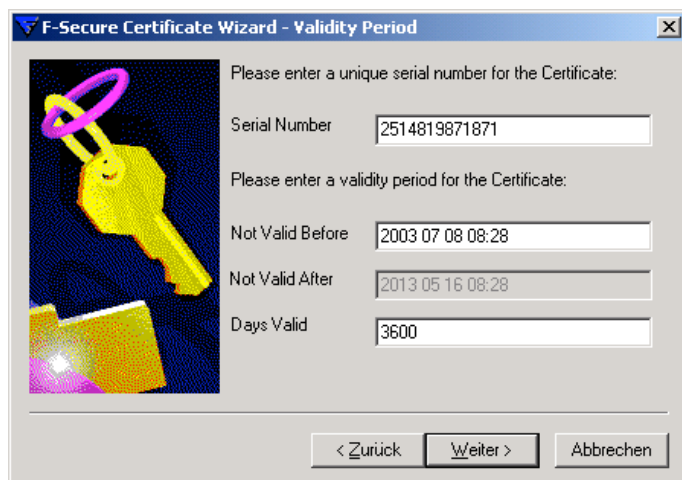 F-Secure Certificate Wizard - Validity Period
Please enter a unique serial number for the Certificate:
Serial Number
2514819871871
Please enter a validity period for the Certificate:
Not Valid Before
2003 07 08 08:28
Not Valid After
2013 05 16 08:28
Days Valid
3600
< Zurück
Weiter >
Abbrechen